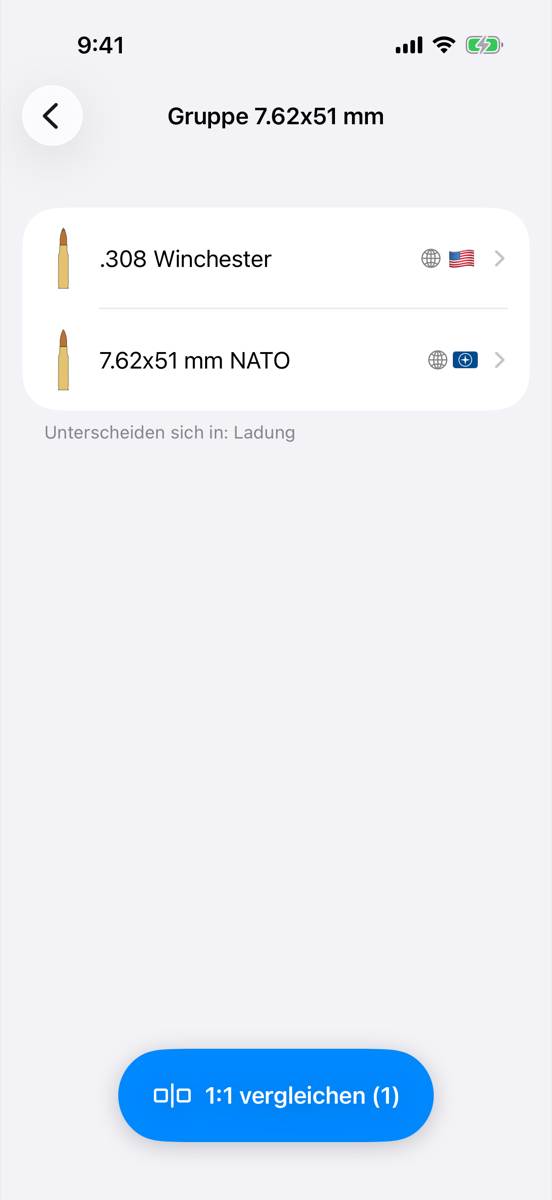 9:41
Gruppe 7.62x51 mm
.308 Winchester
7.62x51 mm NATO
Unterscheiden sich in: Ladung
1:1 vergleichen (1)